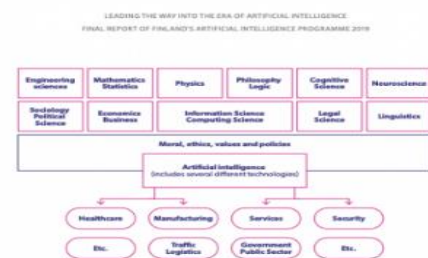 LEADING THE WAY INTO THE ERA OF ARTIFICIAL INTELLIGENCE
FINAL REPORT OF FINLAND'S ARTIFICIAL INTELLIGENCE PROGRAMME 2019
Engineering
sciences
Mathematics
Statistics
Physics
Philosophy
Logic
Cognitive
Science
Neuroscience
Sociology
Political
Science
Economics
Business
Information Science
Computing Science
Legal
Science
Linguistics
Moral, ethics, values and policies
Artificial intelligence
(includes several different technologies)
Healthcare
Manufacturing
Services
Security
Etc.
Traffic
Logistics
Government
Public Sector
Etc.